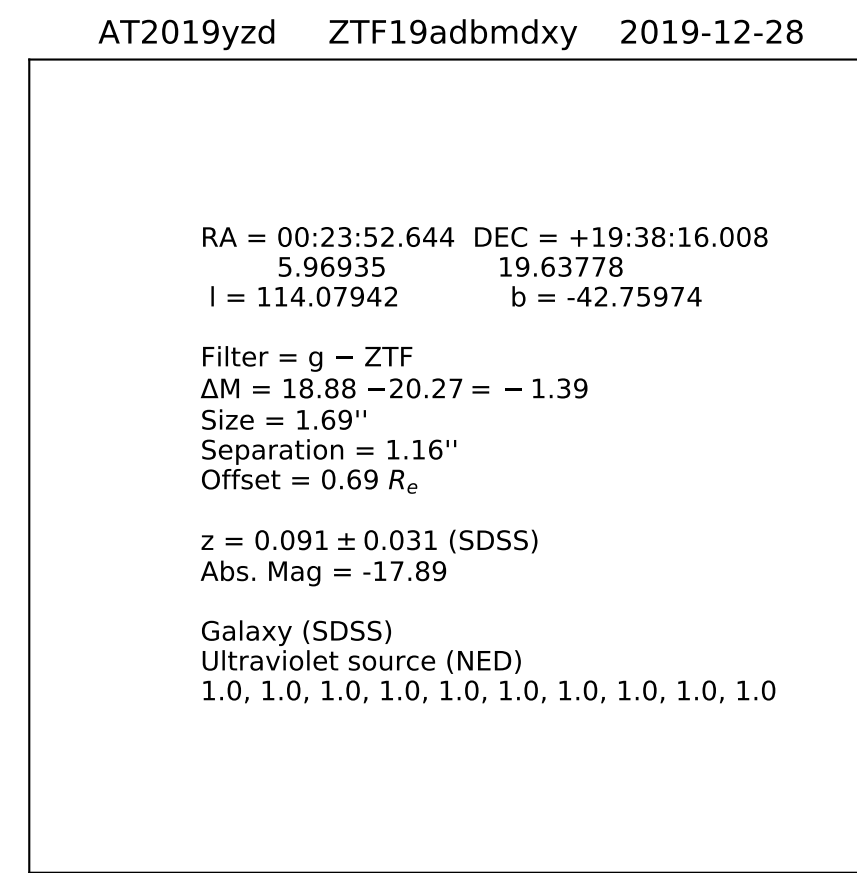 AT2019yzd ZTF19adbmdxy 2019-12-28
RA = 00:23:52.644 DEC = +19:38:16.008
5.96935 19.63778
l = 114.07942 b = -42.75974
Filter = g − ZTF
ΔM = 18.88 −20.27 = − 1.39
Size = 1.69''
Separation = 1.16''
Offset = 0.69 Rₑ
z = 0.091 ± 0.031 (SDSS)
Abs. Mag = -17.89
Galaxy (SDSS)
Ultraviolet source (NED)
1.0, 1.0, 1.0, 1.0, 1.0, 1.0, 1.0, 1.0, 1.0, 1.0